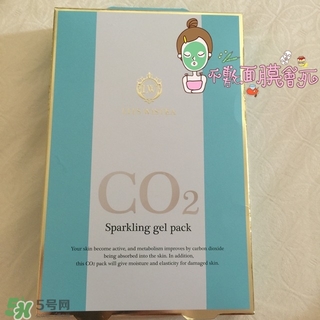 不敷面膜會死
CO2
Sparkling gel pack
Your skin become active, and metabolism improves by carbon dioxide
being absorbed into the skin. In addition,
this CO2 pack will give moisture and elasticity for damaged skin.
5号网